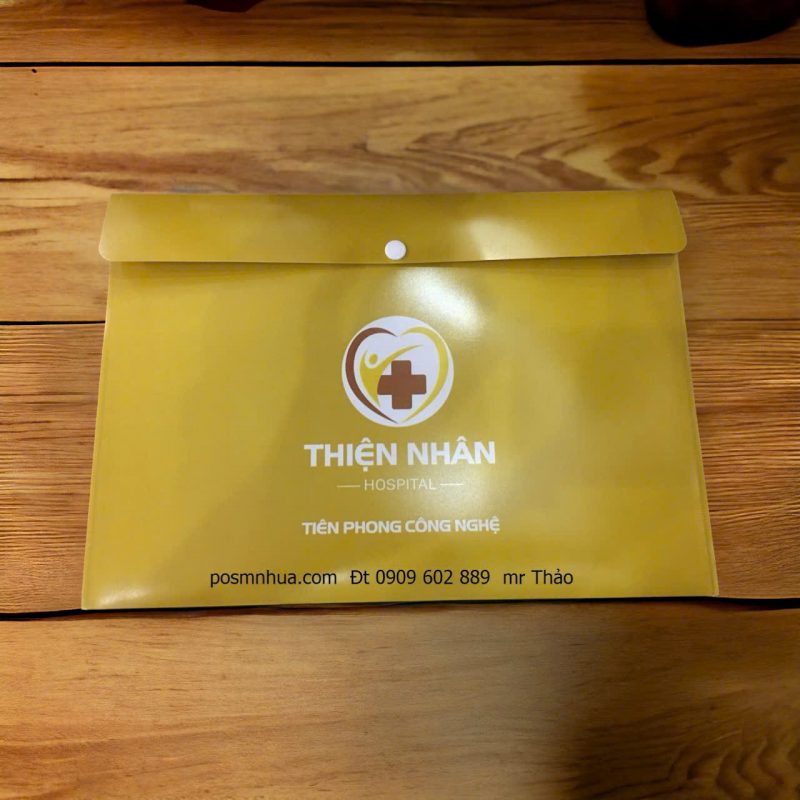 THIỆN NHÂN
HOSPITAL
TIÊN PHONG CÔNG NGHỆ
posmnhua.com Đt 0909 602 889 mr Thảo